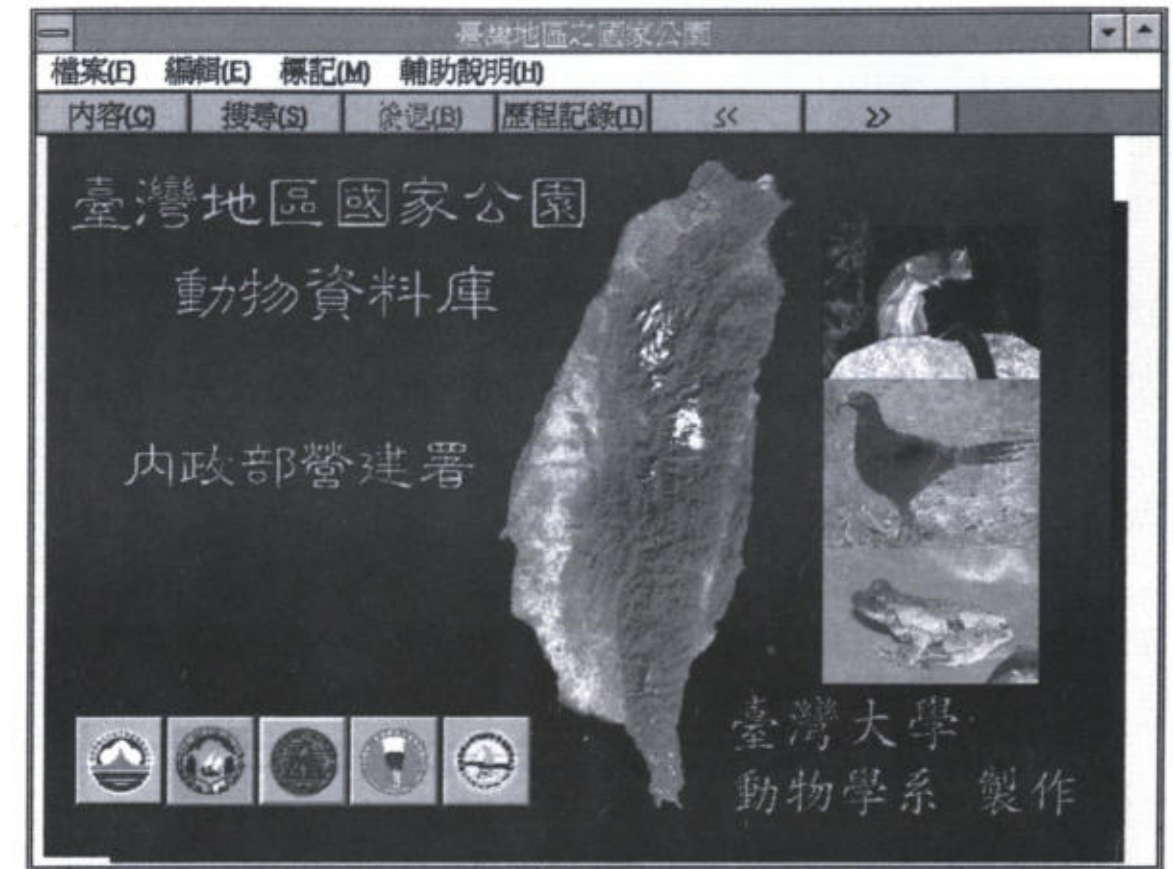 臺灣地區之國家公園
檔案(F) 編輯(E) 標記(M) 輔助說明(H)
內容(C) 搜尋(S) 後退(B) 歷程記錄(T) << >>
臺灣地區國家公園
動物資料庫
內政部營建署
臺灣大學
動物學系 製作